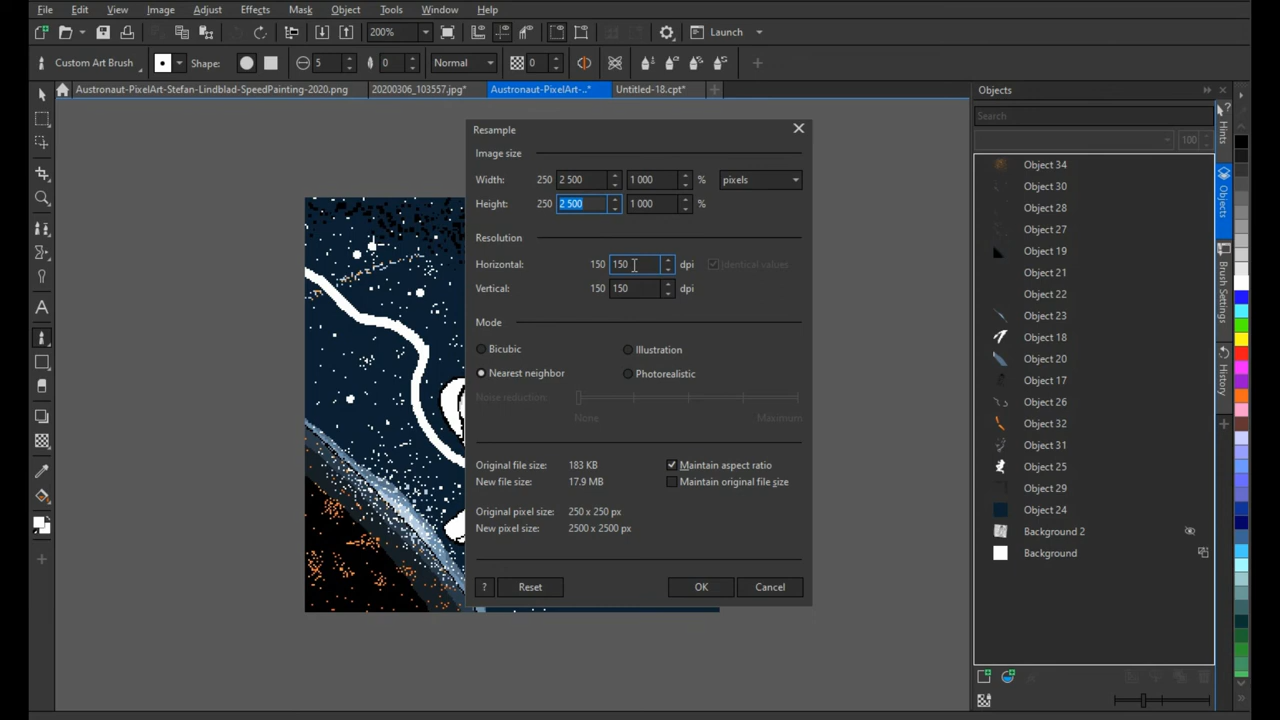 File Edit View Image Adjust Effects Mask Object Tools Window Help
200% Launch
Custom Art Brush Shape: 5 0 Normal 0
Austronaut-PixelArt-Stefan-Lindblad-SpeedPainting-2020.png 20200306_103557.jpg* Austronaut-PixelArt-..* Untitled-18.cpt*
Objects
Search
100
Resample
Image size
Width: 250 2 500 1 000 % pixels
Height: 250 2 500 1 000 %
Resolution
Horizontal: 150 150 dpi Identical values
Vertical: 150 150 dpi
Mode
Bicubic Illustration
Nearest neighbor Photorealistic
Noise reduction:
None Maximum
Original file size: 183 KB Maintain aspect ratio
New file size: 17.9 MB Maintain original file size
Original pixel size: 250 x 250 px
New pixel size: 2500 x 2500 px
? Reset OK Cancel
Object 34
Object 30
Object 28
Object 27
Object 19
Object 21
Object 22
Object 23
Object 18
Object 20
Object 17
Object 26
Object 32
Object 31
Object 25
Object 29
Object 24
Background 2
Background
Hints
Objects
Brush Settings
History